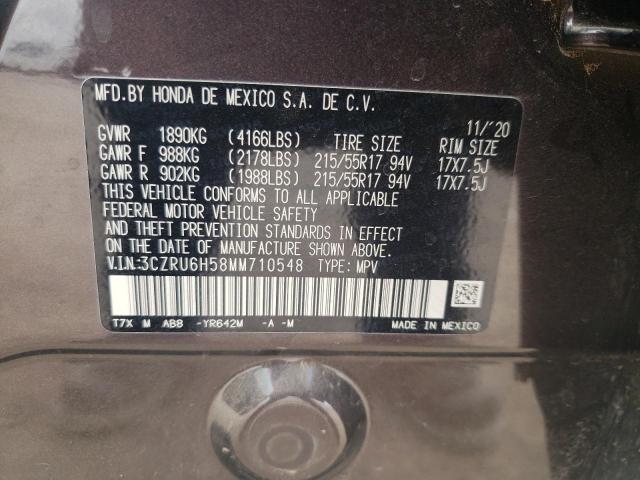 MFD.BY HONDA DE MEXICO S.A. DE C.V.
11/'20
GVWR 1890KG (4166LBS) TIRE SIZE RIM SIZE
GAWR F 988KG (2178LBS) 215/55R17 94V 17X7.5J
GAWR R 902KG (1988LBS) 215/55R17 94V 17X7.5J
THIS VEHICLE CONFORMS TO ALL APPLICABLE
FEDERAL MOTOR VEHICLE SAFETY
AND THEFT PREVENTION STANDARDS IN EFFECT
ON THE DATE OF MANUFACTURE SHOWN ABOVE.
V.I.N:3CZRU6H58MM710548 TYPE: MPV
T7X M AB8 -YR642M -A -M MADE IN MEXICO